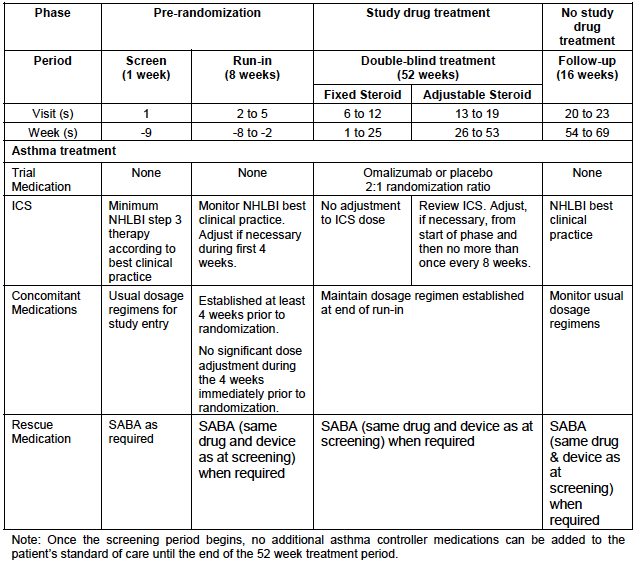 Phase Pre-randomization Study drug treatment No study drug treatment
Period Screen (1 week) Run-in (8 weeks) Double-blind treatment (52 weeks) Follow-up (16 weeks)
Fixed Steroid Adjustable Steroid
Visit (s) 1 2 to 5 6 to 12 13 to 19 20 to 23
Week (s) -9 -8 to -2 1 to 25 26 to 53 54 to 69
Asthma treatment
Trial Medication
None
None
Omalizumab or placebo
2:1 randomization ratio
None
ICS
Minimum
NHLBI step 3
therapy
according to
best clinical
practice
Monitor NHLBI best
clinical practice.
Adjust if necessary
during first 4
weeks.
No adjustment
to ICS dose
Review ICS. Adjust,
if necessary, from
start of phase and
then no more than
once every 8 weeks.
NHLBI best
clinical
practice
Concomitant
Medications
Usual dosage
regimens for
study entry
Established at least
4 weeks prior to
randomization.
No significant dose
adjustment during
the 4 weeks
immediately prior to
randomization.
Maintain dosage regimen established
at end of run-in
Monitor usual
dosage
regimens
Rescue
Medication
SABA as
required
SABA (same
drug and device
as at screening)
when required
SABA (same drug and device as at
screening) when required
SABA
(same drug
& device as
at
screening)
when
required
Note: Once the screening period begins, no additional asthma controller medications can be added to the
patient's standard of care until the end of the 52 week treatment period.